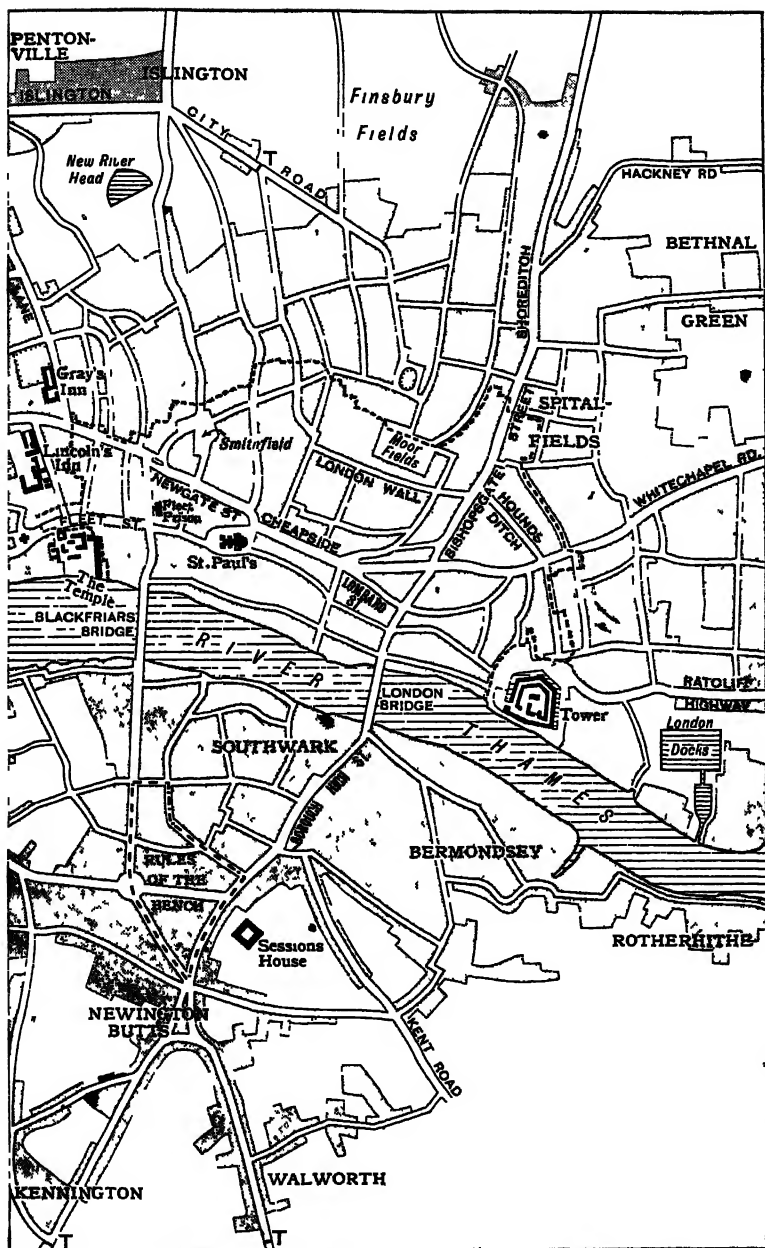 PENTON-
VILLE
ISLINGTON
ISLINGTON
Finsbury
Fields
CITY ROAD
T
New River
Head
HACKNEY RD
BETHNAL
GREEN
SHOREDITCH
LANE
Gray's
Inn
Lincoln's
Inn
Smithfield
Moor
Fields
LONDON WALL
SPITAL-
FIELDS
BISHOPSGATE STREET
HOUNDS
DITCH
WHITECHAPEL RD.
NEWGATE ST
CHEAPSIDE
Fleet
Prison
FLEET ST.
St. Paul's
LOMBARD
ST.
The
Temple
BLACKFRIARS
BRIDGE
RIVER
THAMES
LONDON
BRIDGE
Tower
RATCLIFF
HIGHWAY
London
Docks
SOUTHWARK
BERMONDSEY
ROTHERHITHE
RULES
OF THE
BENCH
Sessions
House
NEWINGTON
BUTTS
KENT ROAD
WALWORTH
KENNINGTON
T
T